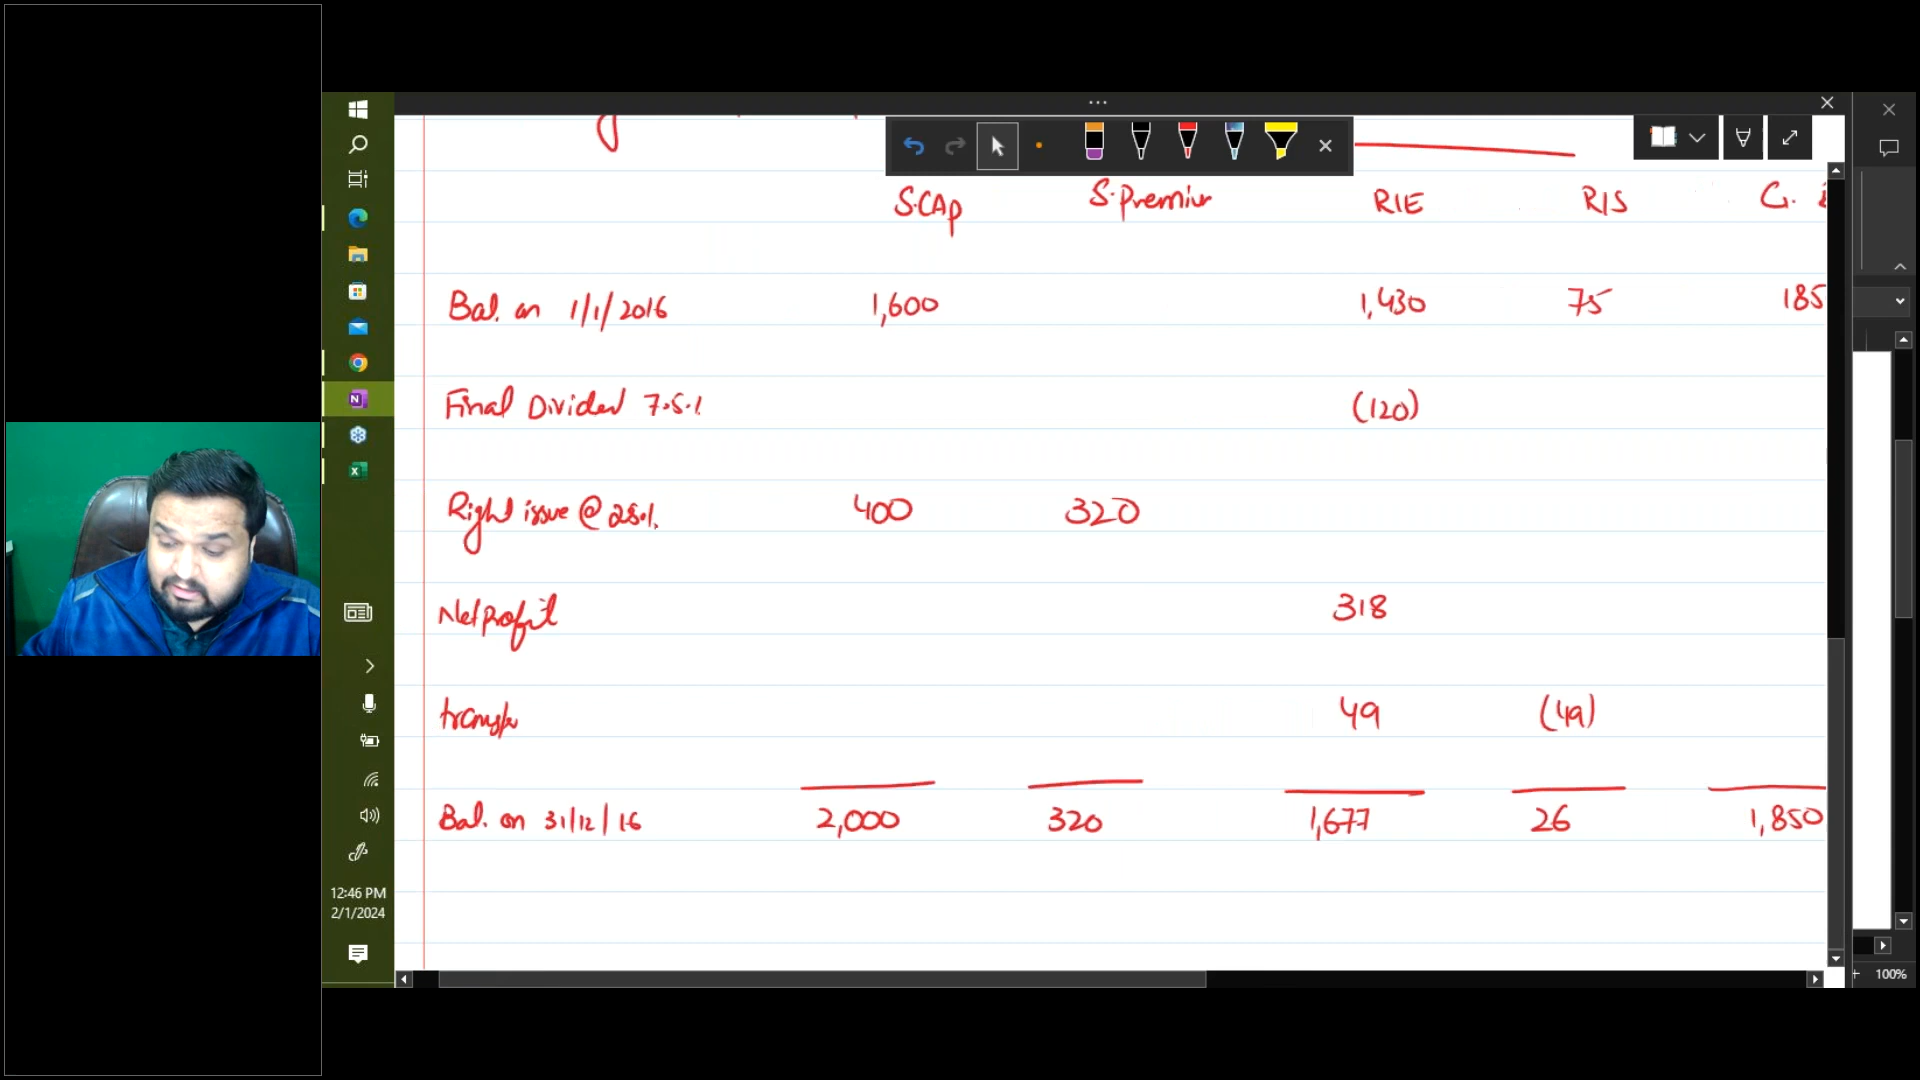 S.CAp S.Premium R/E R/S G.
Bal. on 1/1/2016 1,600 1,430 75 185
Final Divided 7.5% (120)
Right issue @ 25% 400 320
Net Profit 318
transfer 49 (49)
Bal. on 31/12/16 2,000 320 1,677 26 1,850
12:46 PM
2/1/2024
100%